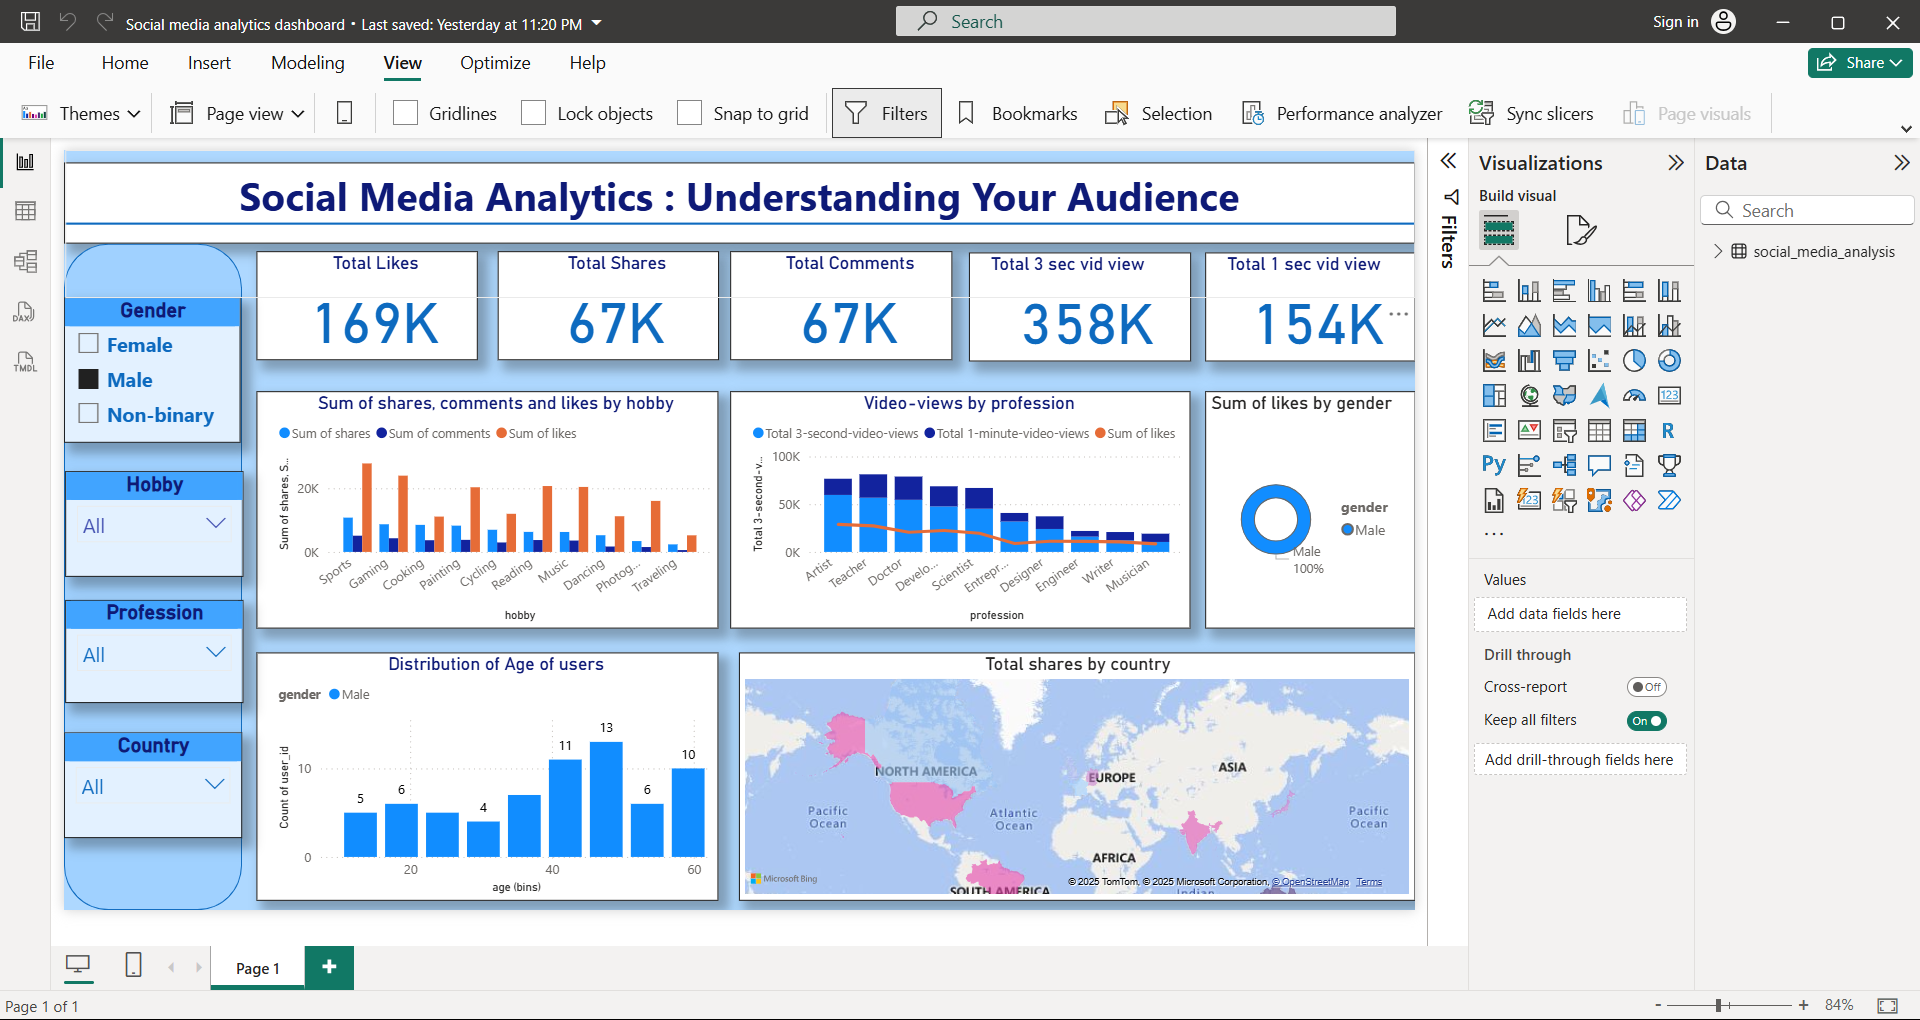 Social media analytics dashboard • Last saved: Yesterday at 11:20 PM
Search
Sign in
File Home Insert Modeling View Optimize Help
Share
Themes Page view Gridlines Lock objects Snap to grid Filters Bookmarks Selection Performance analyzer Sync slicers Page visuals
DAX
TMDL
Social Media Analytics : Understanding Your Audience
Gender
Female
Male
Non-binary
Hobby
All
Profession
All
Country
All
Total Likes
169K
Total Shares
67K
Total Comments
67K
Total 3 sec vid view
358K
Total 1 sec vid view
154K
Sum of shares, comments and likes by hobby
Sum of shares Sum of comments Sum of likes
Sum of shares, S...
20K
0K
Sports Gaming Cooking Painting Cycling Reading Music Dancing Photog... Traveling
hobby
Video-views by profession
Total 3-second-video-views Total 1-minute-video-views Sum of likes
Total 3-second-v...
100K
50K
0K
Artist Teacher Doctor Develo... Scientist Entrepr... Designer Engineer Writer Musician
profession
Sum of likes by gender
gender
Male
Male
100%
Distribution of Age of users
gender Male
Count of user_id
10
0
5 6 4 11 13 6 10
20 40 60
age (bins)
Total shares by country
NORTH AMERICA
EUROPE
ASIA
Pacific
Ocean
Atlantic
Ocean
Pacific
Ocean
AFRICA
SOUTH AMERICA
Indian
Microsoft Bing
© 2025 TomTom, © 2025 Microsoft Corporation, © OpenStreetMap Terms
Filters
Visualizations
Build visual
123
R
Py
123
Values
Add data fields here
Drill through
Cross-report
Off
Keep all filters
On
Add drill-through fields here
Data
Search
social_media_analysis
Page 1
Page 1 of 1
- + 84%